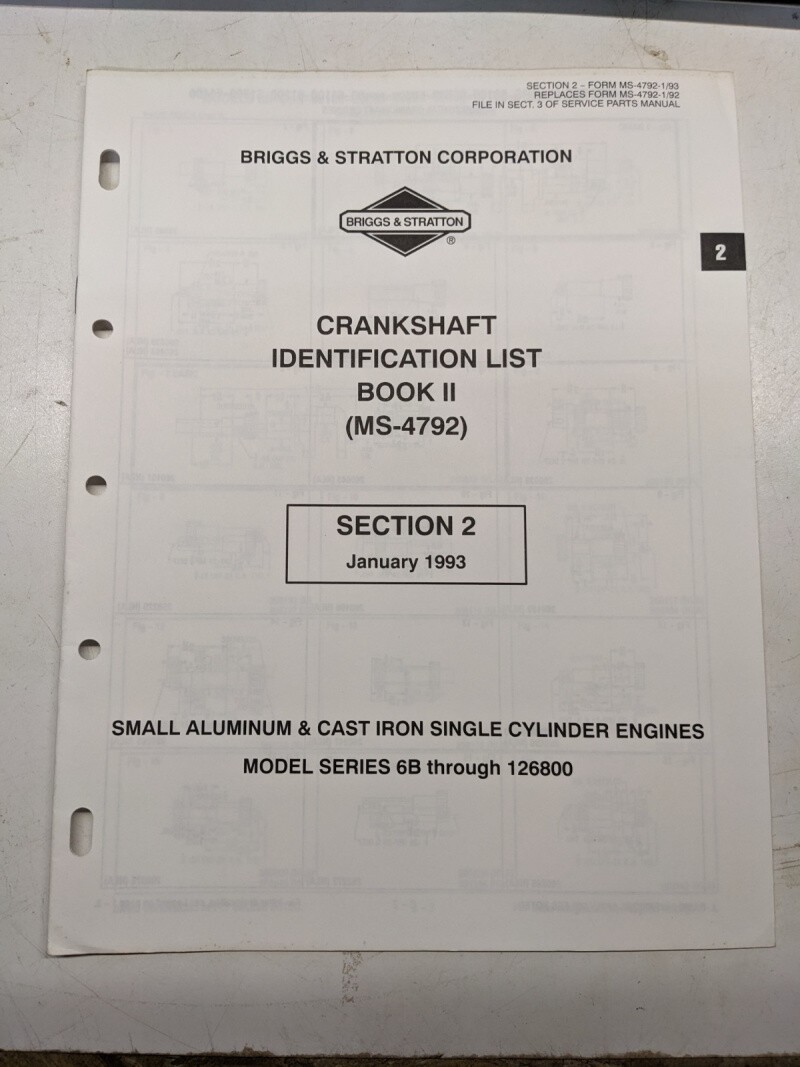 SECTION 2 - FORM MS-4792-1/93
REPLACES FORM MS-4792-1/92
FILE IN SECT. 3 OF SERVICE PARTS MANUAL
BRIGGS & STRATTON CORPORATION
BRIGGS & STRATTON
®
2
CRANKSHAFT
IDENTIFICATION LIST
BOOK II
(MS-4792)
SECTION 2
January 1993
SMALL ALUMINUM & CAST IRON SINGLE CYLINDER ENGINES
MODEL SERIES 6B through 126800